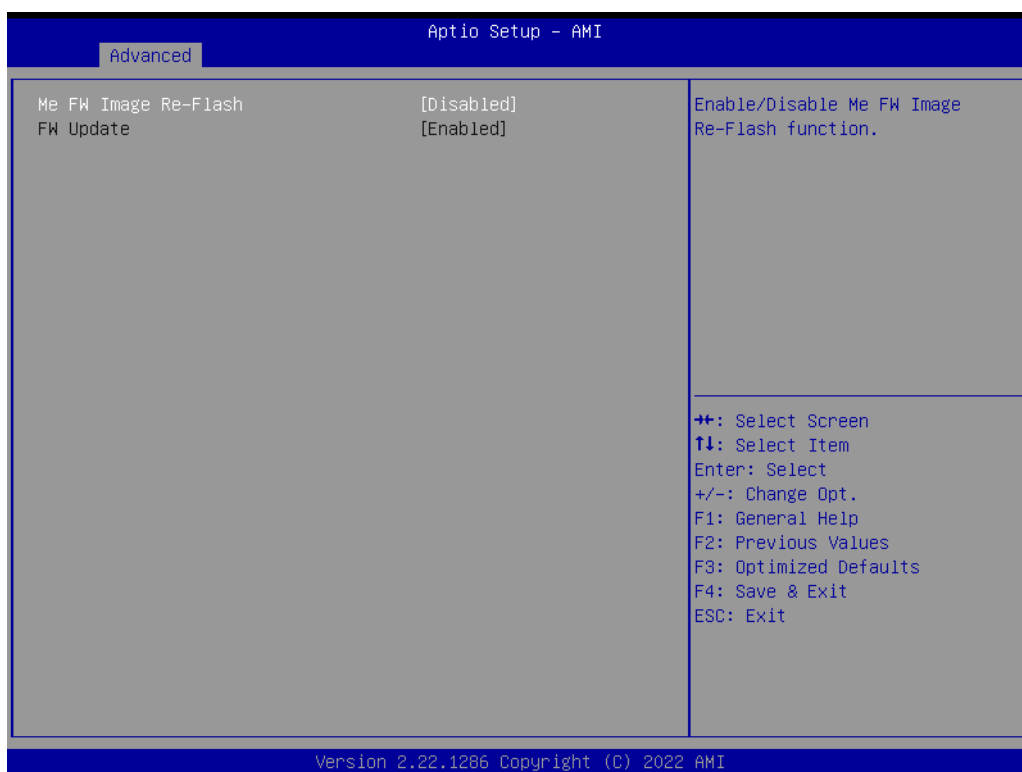 Aptio Setup – AMI
Advanced
Me FW Image Re-Flash [Disabled]
FW Update [Enabled]
Enable/Disable Me FW Image
Re-Flash function.
→←: Select Screen
↑↓: Select Item
Enter: Select
+/-: Change Opt.
F1: General Help
F2: Previous Values
F3: Optimized Defaults
F4: Save & Exit
ESC: Exit
Version 2.22.1286 Copyright (C) 2022 AMI